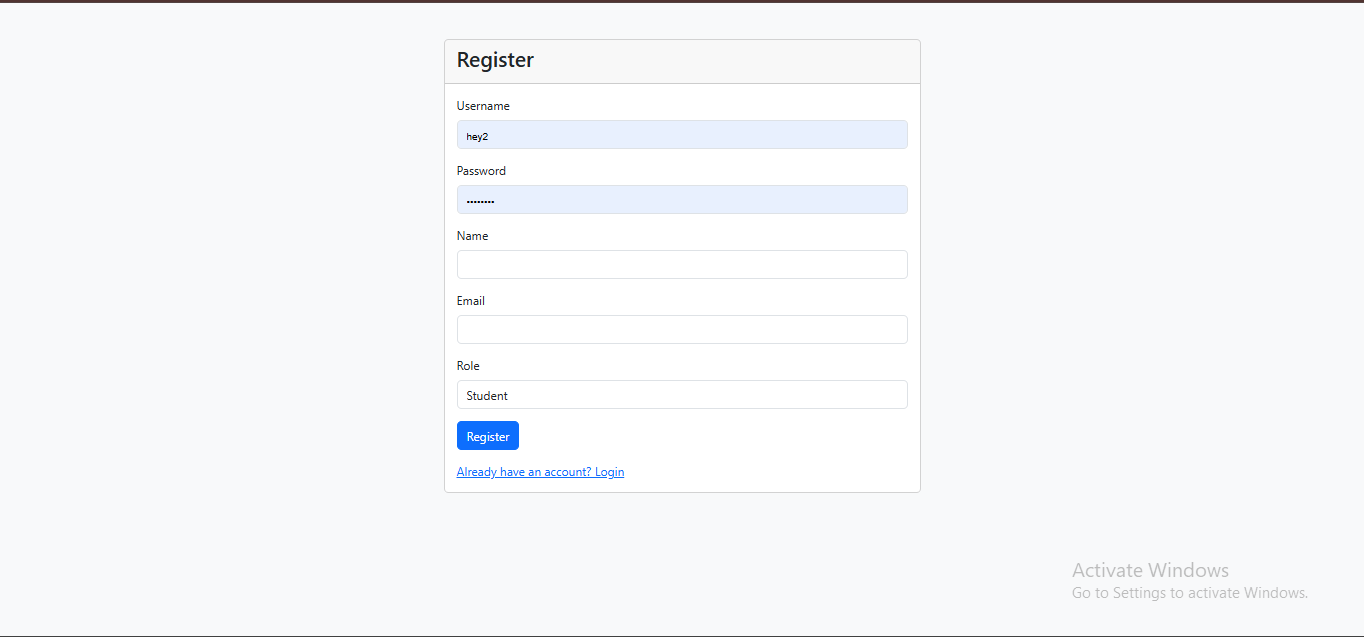 Register
Username
hey2
Password
••••••••
Name
Email
Role
Student
Register
Already have an account? Login
Activate Windows
Go to Settings to activate Windows.